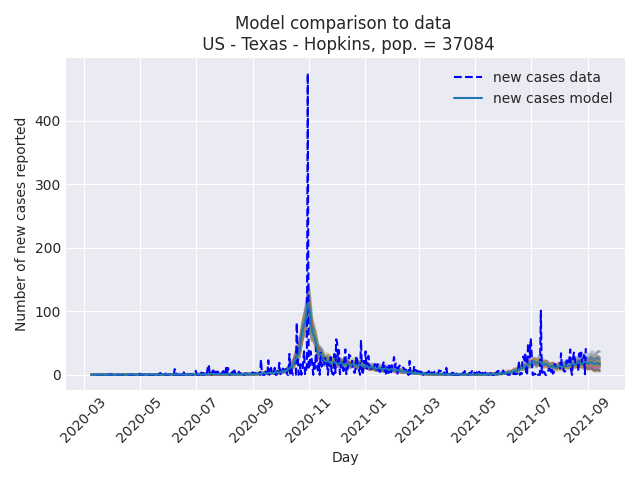 Model comparison to data
US - Texas - Hopkins, pop. = 37084
new cases data
new cases model
Number of new cases reported
400
300
200
100
0
2020-03
2020-05
2020-07
2020-09
2020-11
2021-01
2021-03
2021-05
2021-07
2021-09
Day